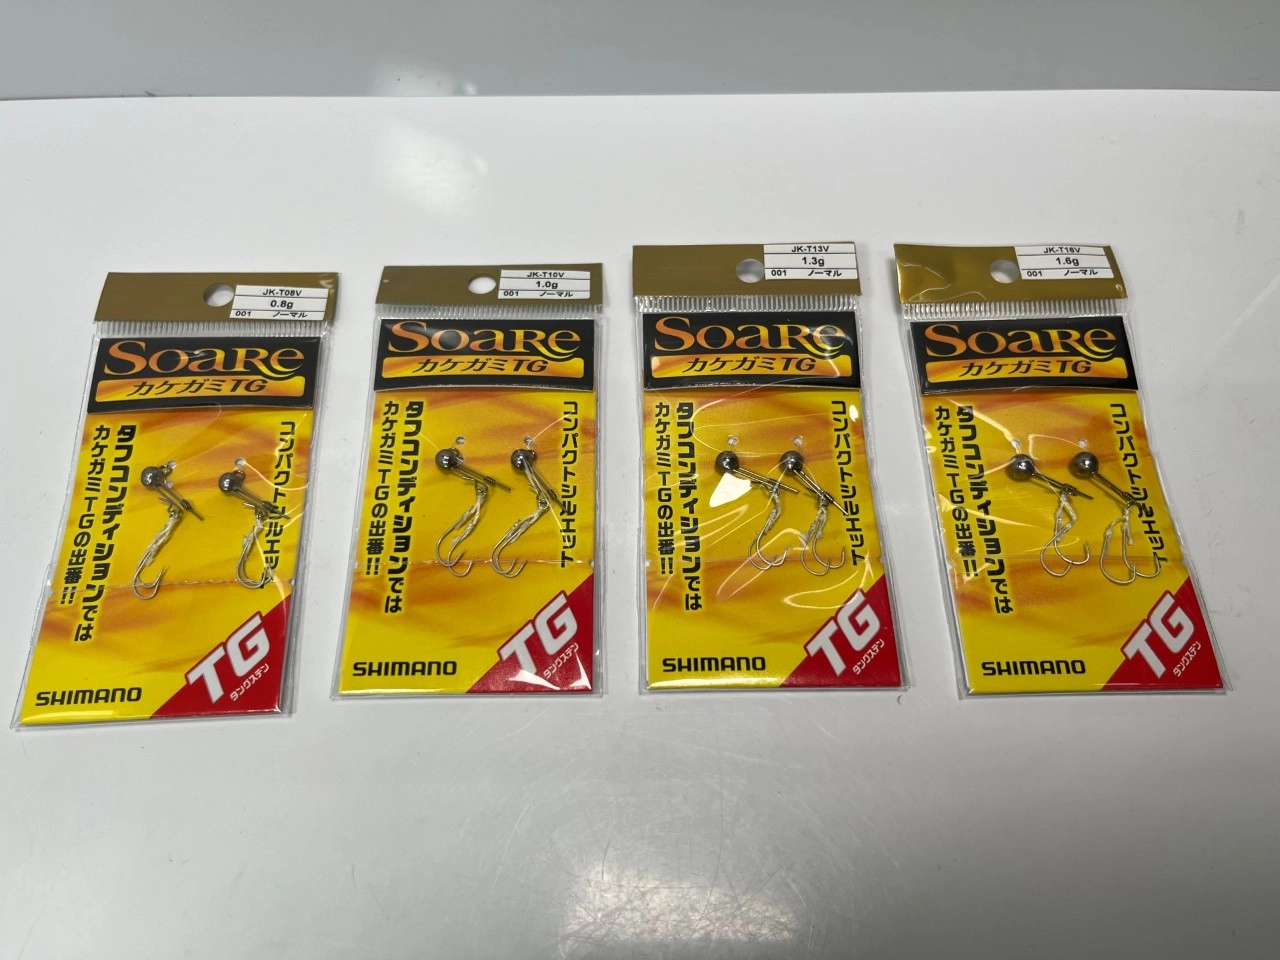 JK-T08V
0.8g
001 ノーマル
SOARE
カケガミTG
コンパクトシルエット
タフコンディションでは
カケガミTGの出番!!!
SHIMANO
TG
タングステン
JK-T10V
1.0g
001 ノーマル
SOARE
カケガミTG
コンパクトシルエット
タフコンディションでは
カケガミTGの出番!!!
SHIMANO
TG
タングステン
JK-T13V
1.3g
001 ノーマル
SOARE
カケガミTG
コンパクトシルエット
タフコンディションでは
カケガミTGの出番!!!
SHIMANO
TG
タングステン
JK-T16V
1.6g
001 ノーマル
SOARE
カケガミTG
コンパクトシルエット
タフコンディションでは
カケガミTGの出番!!!
SHIMANO
TG
タングステン